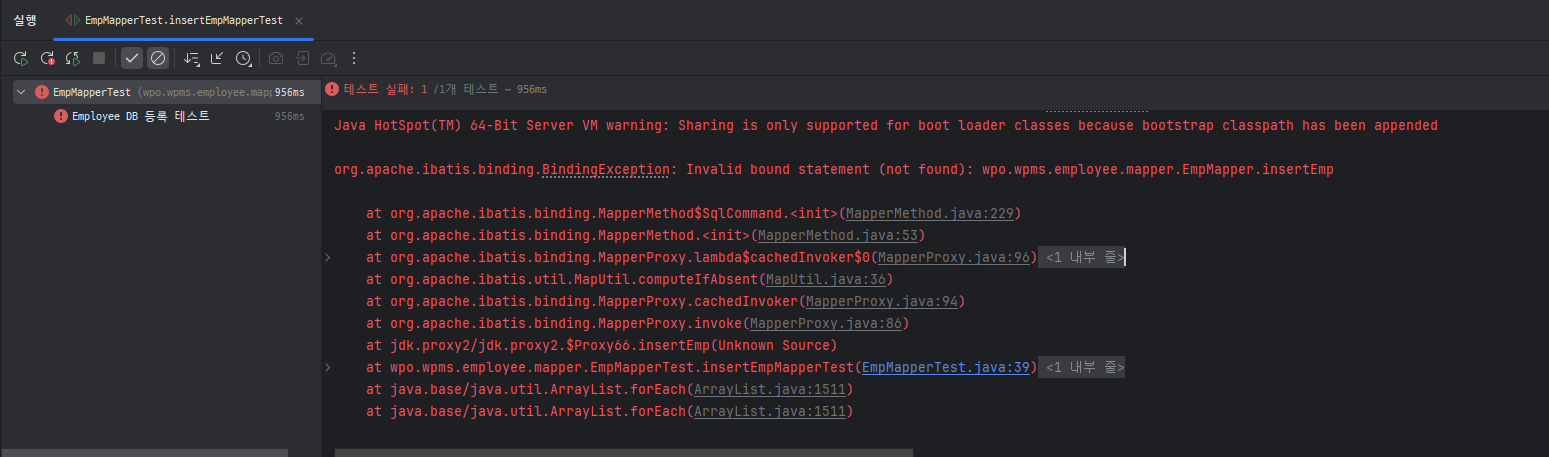 실행
EmpMapperTest.insertEmpMapperTest
EmpMapperTest (wpo.wpms.employee.mapp 956ms
Employee DB 등록 테스트 956ms
테스트 실패: 1 /1개 테스트 – 956ms
Java HotSpot(TM) 64-Bit Server VM warning: Sharing is only supported for boot loader classes because bootstrap classpath has been appended
org.apache.ibatis.binding.BindingException: Invalid bound statement (not found): wpo.wpms.employee.mapper.EmpMapper.insertEmp
at org.apache.ibatis.binding.MapperMethod$SqlCommand.<init>(MapperMethod.java:229)
at org.apache.ibatis.binding.MapperMethod.<init>(MapperMethod.java:53)
at org.apache.ibatis.binding.MapperProxy.lambda$cachedInvoker$0(MapperProxy.java:96) <1 내부 줄>
at org.apache.ibatis.util.MapUtil.computeIfAbsent(MapUtil.java:36)
at org.apache.ibatis.binding.MapperProxy.cachedInvoker(MapperProxy.java:94)
at org.apache.ibatis.binding.MapperProxy.invoke(MapperProxy.java:86)
at jdk.proxy2/jdk.proxy2.$Proxy66.insertEmp(Unknown Source)
at wpo.wpms.employee.mapper.EmpMapperTest.insertEmpMapperTest(EmpMapperTest.java:39) <1 내부 줄>
at java.base/java.util.ArrayList.forEach(ArrayList.java:1511)
at java.base/java.util.ArrayList.forEach(ArrayList.java:1511)